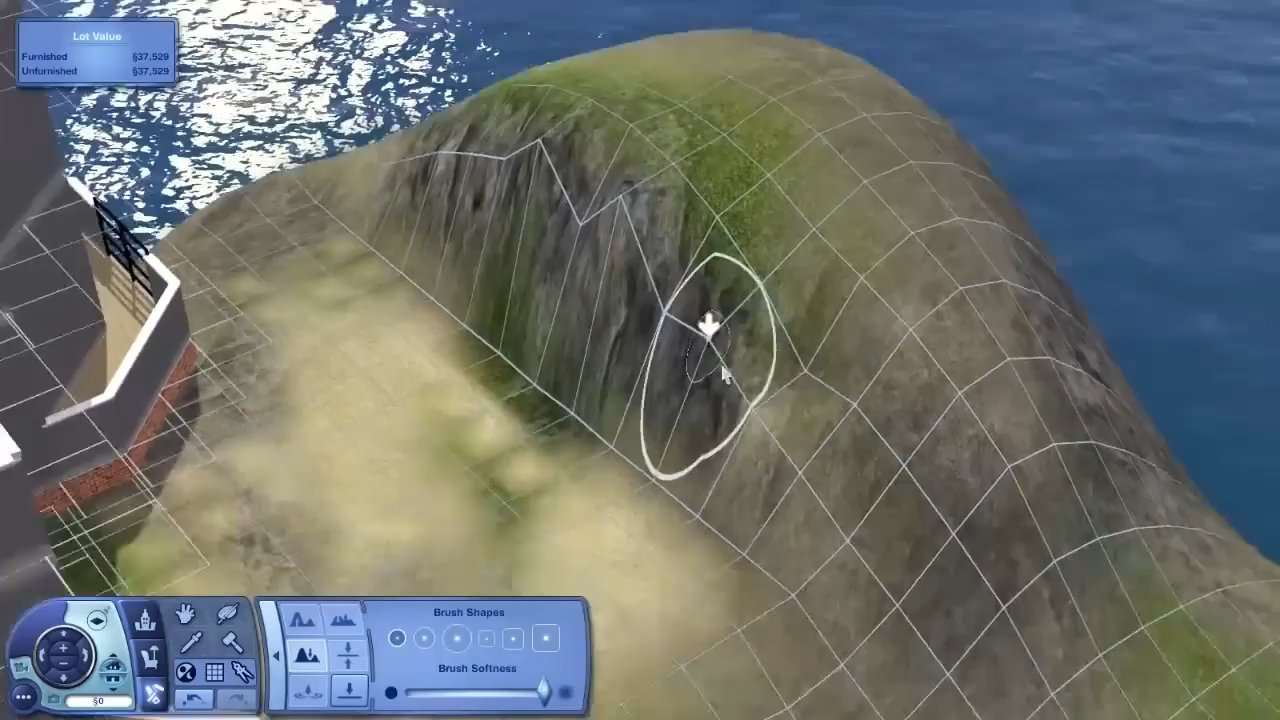 Lot Value
Furnished §37,529
Unfurnished §37,529
Brush Shapes
Brush Softness
§0